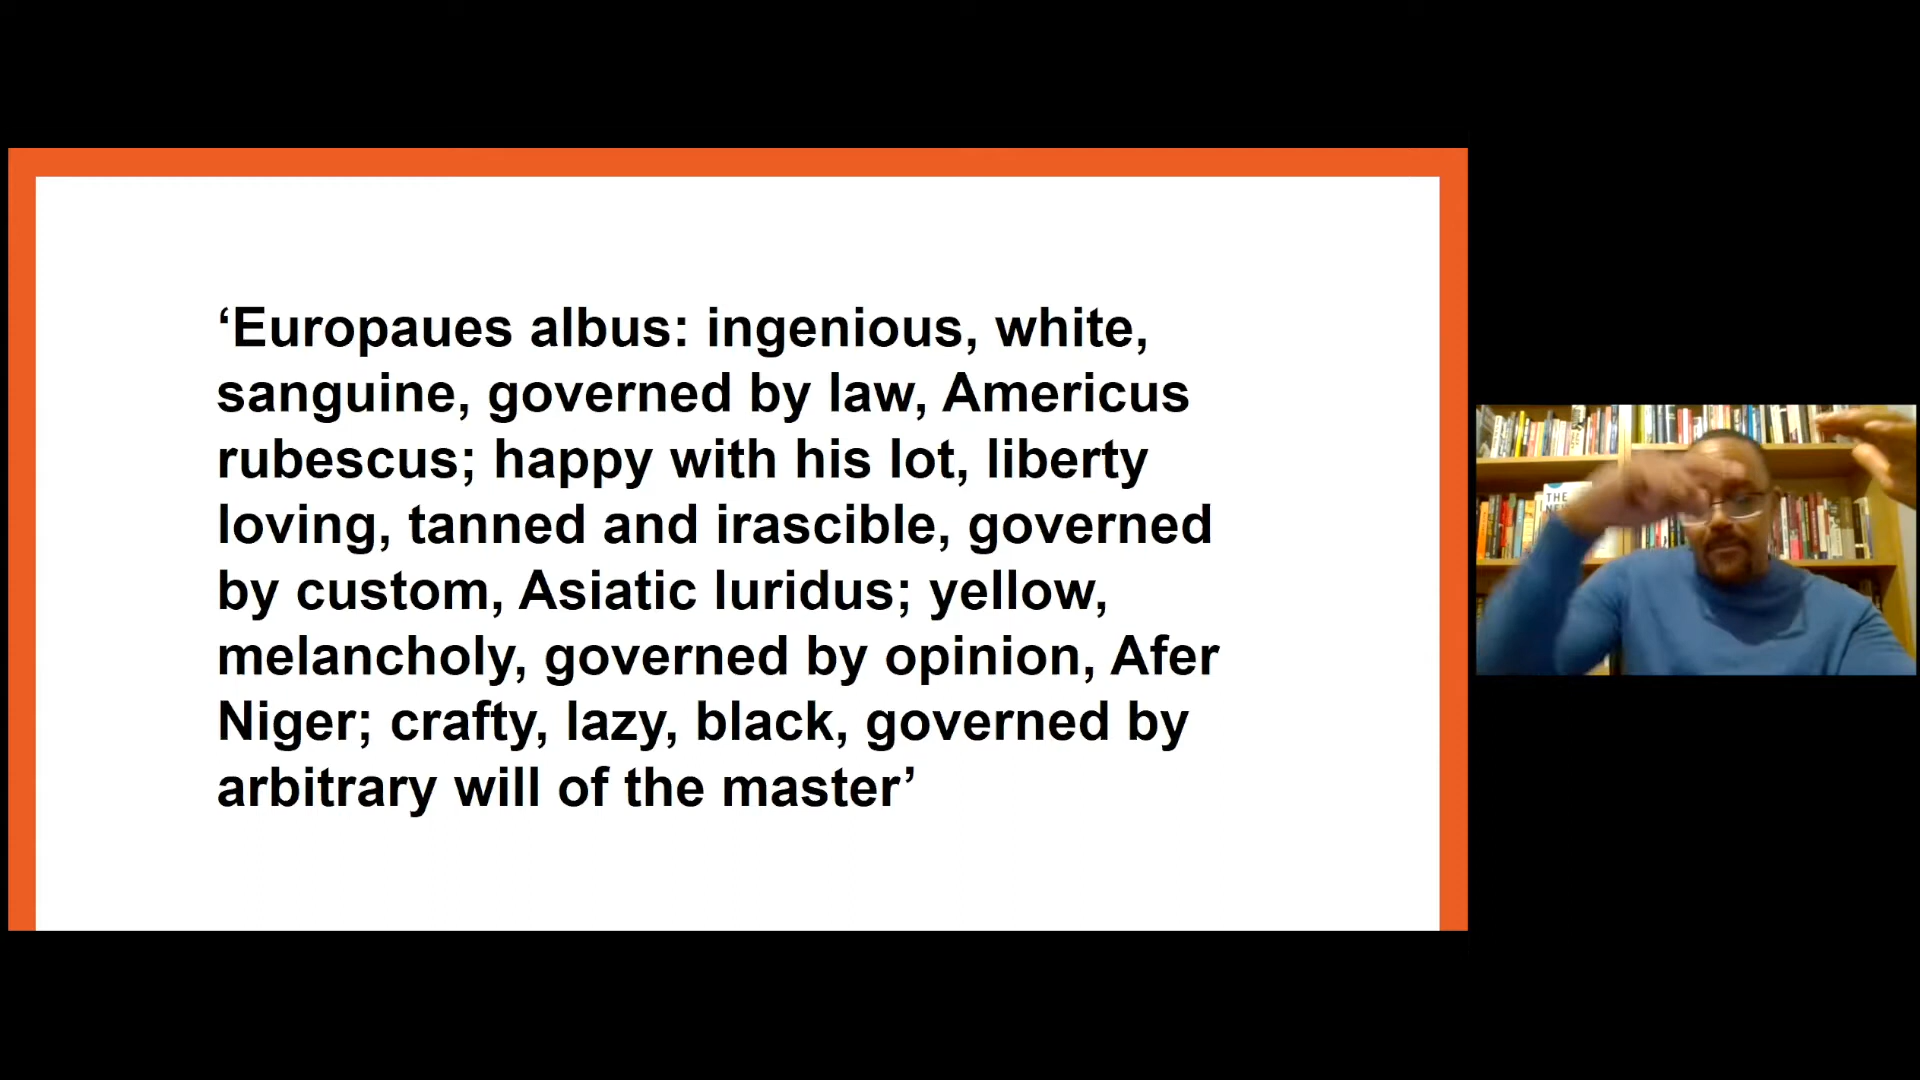 ‘Europaues albus: ingenious, white,
sanguine, governed by law, Americus
rubescus; happy with his lot, liberty
loving, tanned and irascible, governed
by custom, Asiatic luridus; yellow,
melancholy, governed by opinion, Afer
Niger; crafty, lazy, black, governed by
arbitrary will of the master’
THE